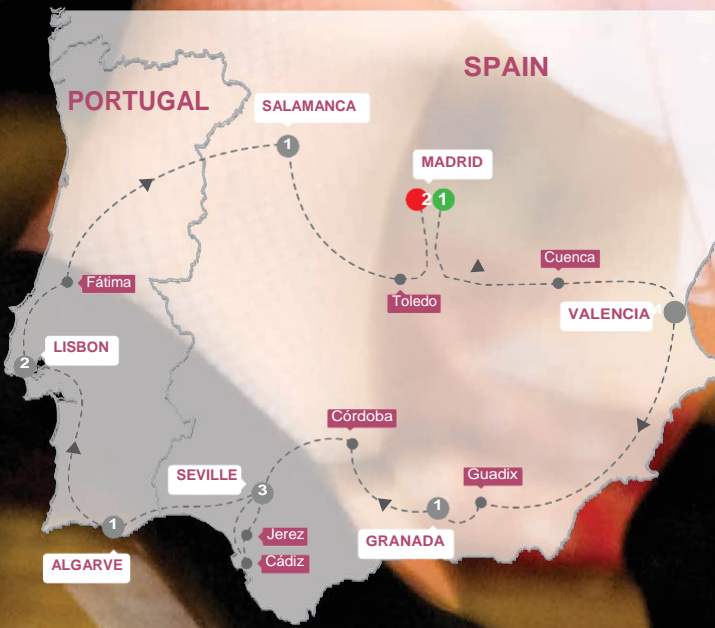 SPAIN
PORTUGAL
SALAMANCA
1
MADRID
2 1
Cuenca
Fátima
Toledo
VALENCIA
1
LISBON
2
Córdoba
SEVILLE
3
Guadix
1
GRANADA
1
ALGARVE
Jerez
Cádiz